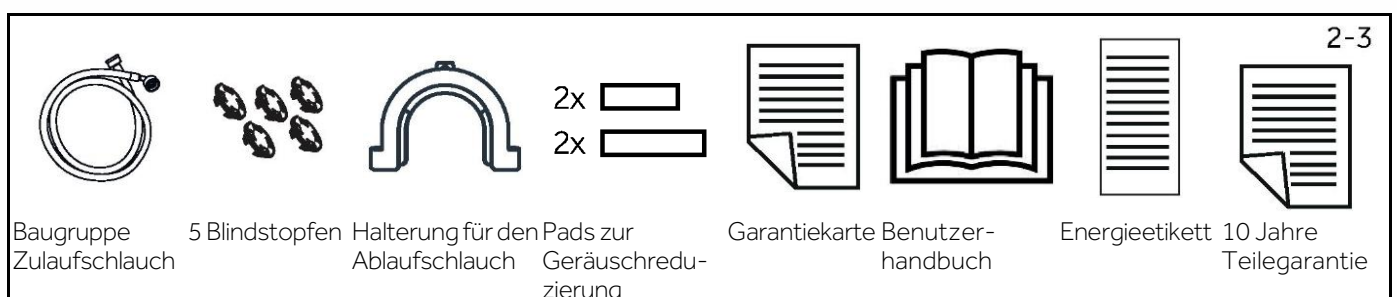 2-3
2x
2x
Baugruppe
Zulaufschlauch
5 Blindstopfen
Halterung für den
Ablaufschlauch
Pads zur
Geräuschredu-
zierung
Garantiekarte
Benutzer-
handbuch
Energieetikett
10 Jahre
Teilegarantie